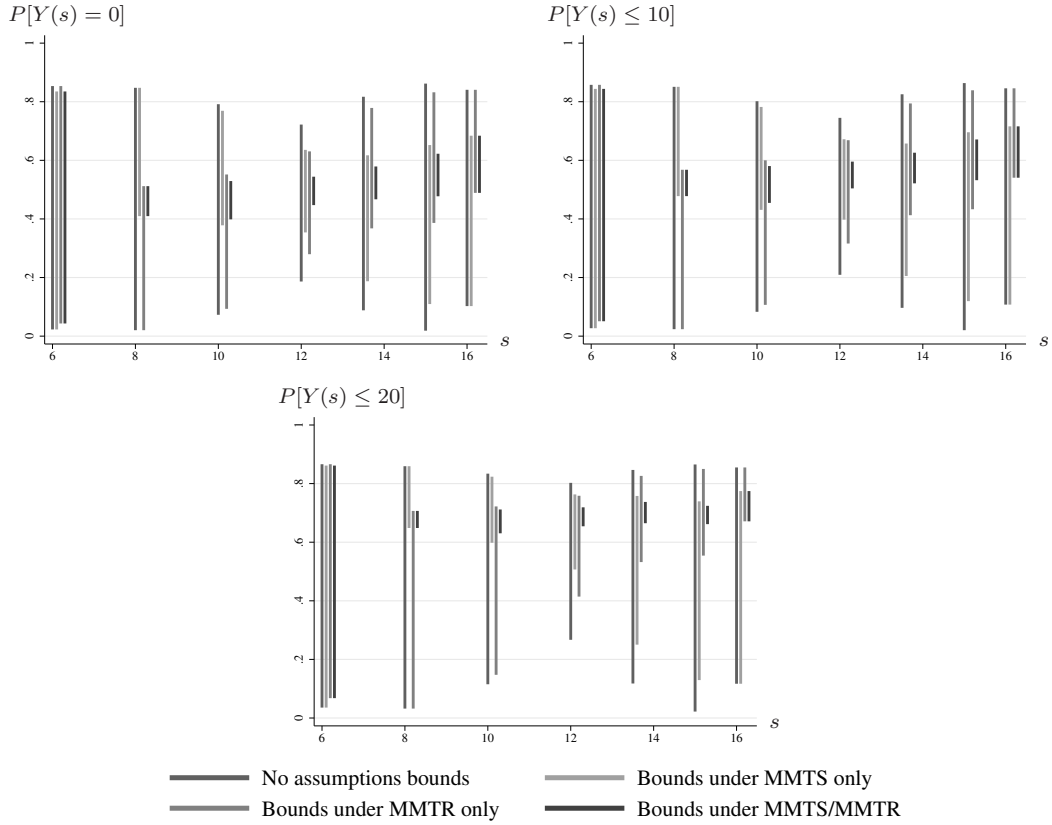 P[Y(s) = 0]
1
.8
.6
.4
.2
0
6 8 10 12 14 16 s
P[Y(s) ≤ 10]
1
.8
.6
.4
.2
0
6 8 10 12 14 16 s
P[Y(s) ≤ 20]
1
.8
.6
.4
.2
0
6 8 10 12 14 16 s
No assumptions bounds
Bounds under MMTS only
Bounds under MMTR only
Bounds under MMTS/MMTR